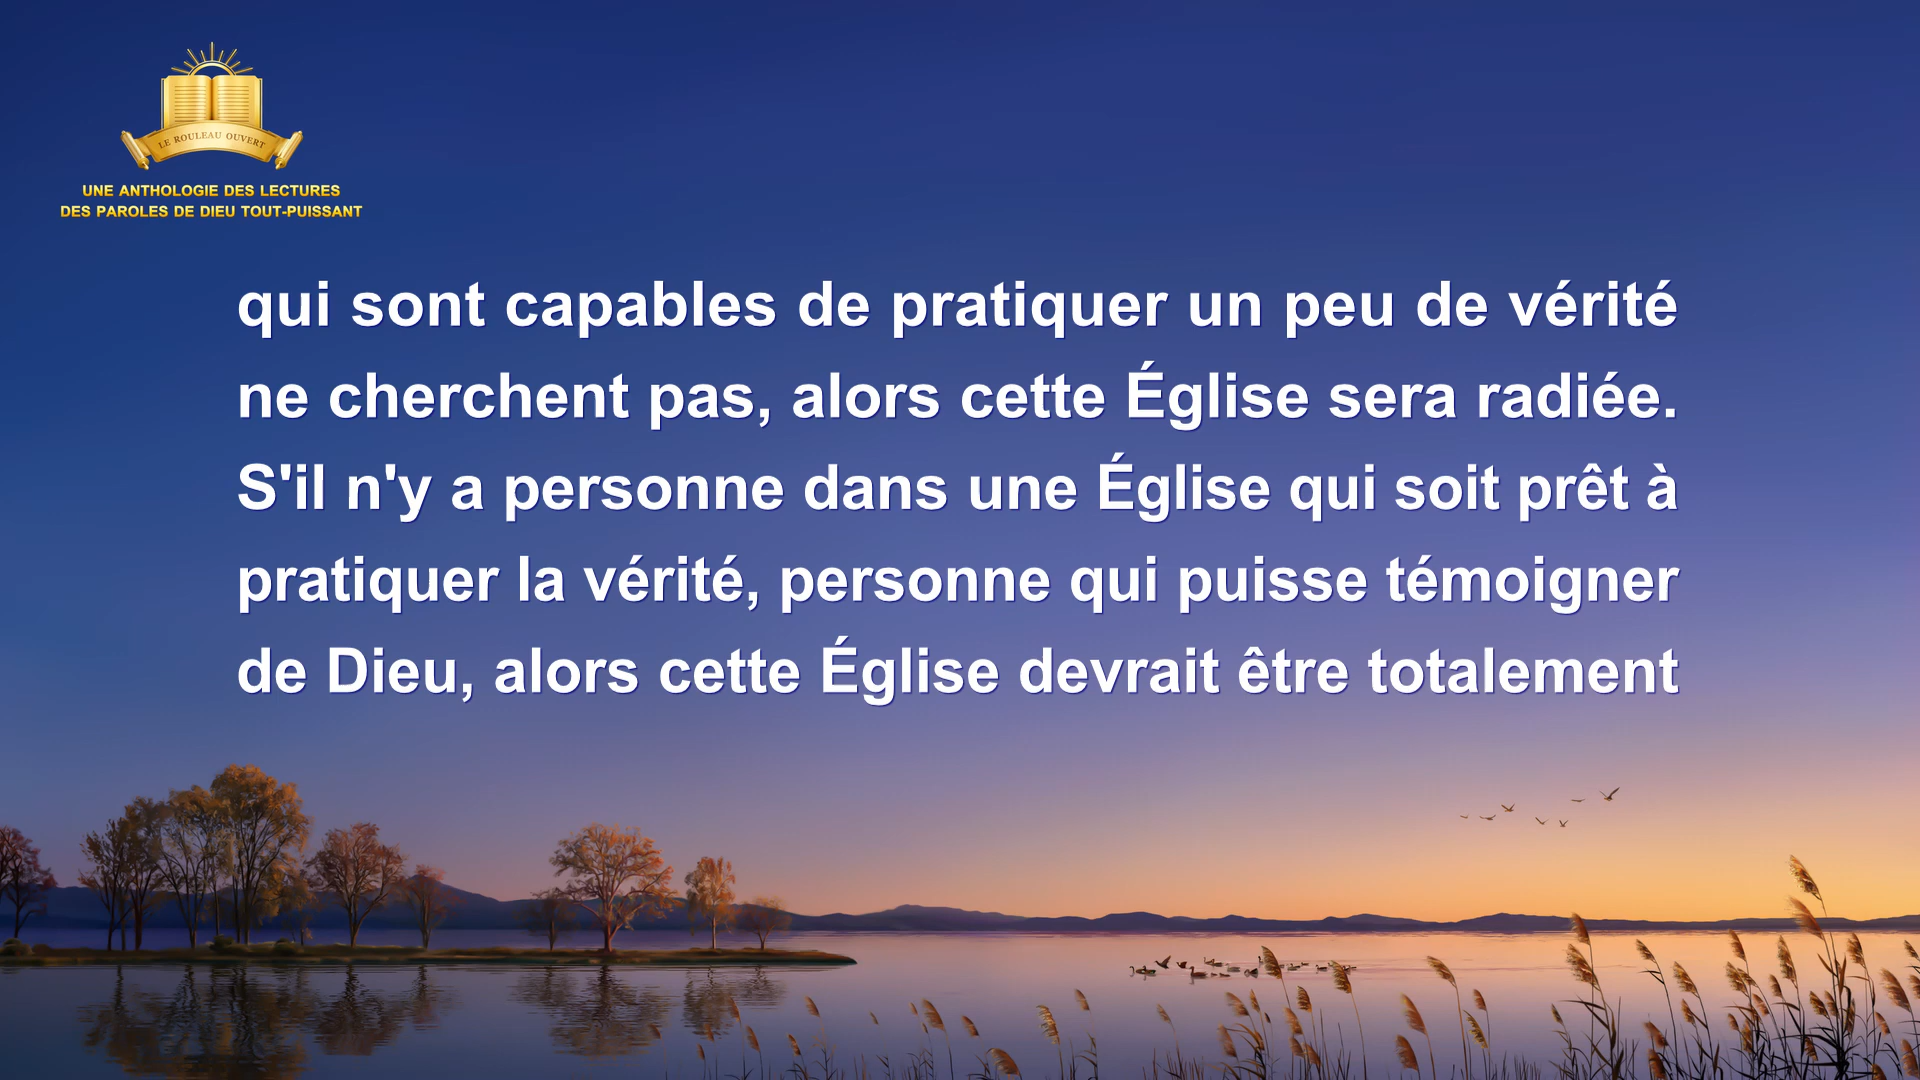 LE ROULEAU OUVERT
UNE ANTHOLOGIE DES LECTURES
DES PAROLES DE DIEU TOUT-PUISSANT
qui sont capables de pratiquer un peu de vérité
ne cherchent pas, alors cette Église sera radiée.
S'il n'y a personne dans une Église qui soit prêt à
pratiquer la vérité, personne qui puisse témoigner
de Dieu, alors cette Église devrait être totalement